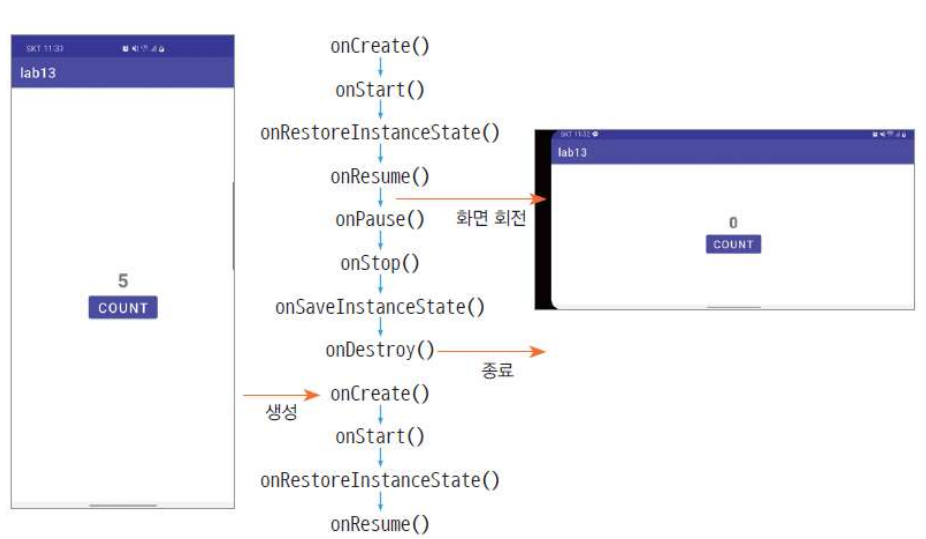 SKT 11:33
lab13
5
COUNT
onCreate()
onStart()
onRestoreInstanceState()
onResume()
onPause()
화면 회전
onStop()
onSaveInstanceState()
onDestroy()
종료
생성
onCreate()
onStart()
onRestoreInstanceState()
onResume()
SKT 11:32
lab13
0
COUNT